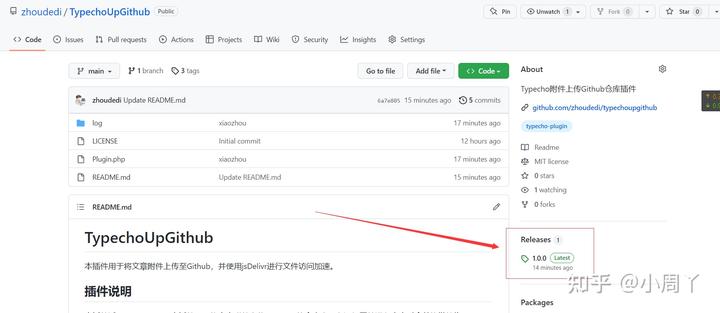 zhoudedi / TypechoUpGithub Public
Pin Unwatch 1 Fork 0 Star 0
Code Issues Pull requests Actions Projects Wiki Security Insights Settings
main 1 branch 3 tags Go to file Add file Code
About
zhoudedi Update README.md 6a7e805 15 minutes ago 5 commits
Typecho附件上传Github仓库插件
github.com/zhoudedi/typechoupgithub
typecho-plugin
log xiaozhou 17 minutes ago
LICENSE Initial commit 12 hours ago
Plugin.php xiaozhou 17 minutes ago
README.md Update README.md 15 minutes ago
Readme
MIT license
0 stars
1 watching
0 forks
README.md
TypechoUpGithub
本插件用于将文章附件上传至Github，并使用jsDelivr进行文件访问加速。
插件说明
Releases 1
1.0.0 Latest
14 minutes ago
Packages
知乎 @小周丫